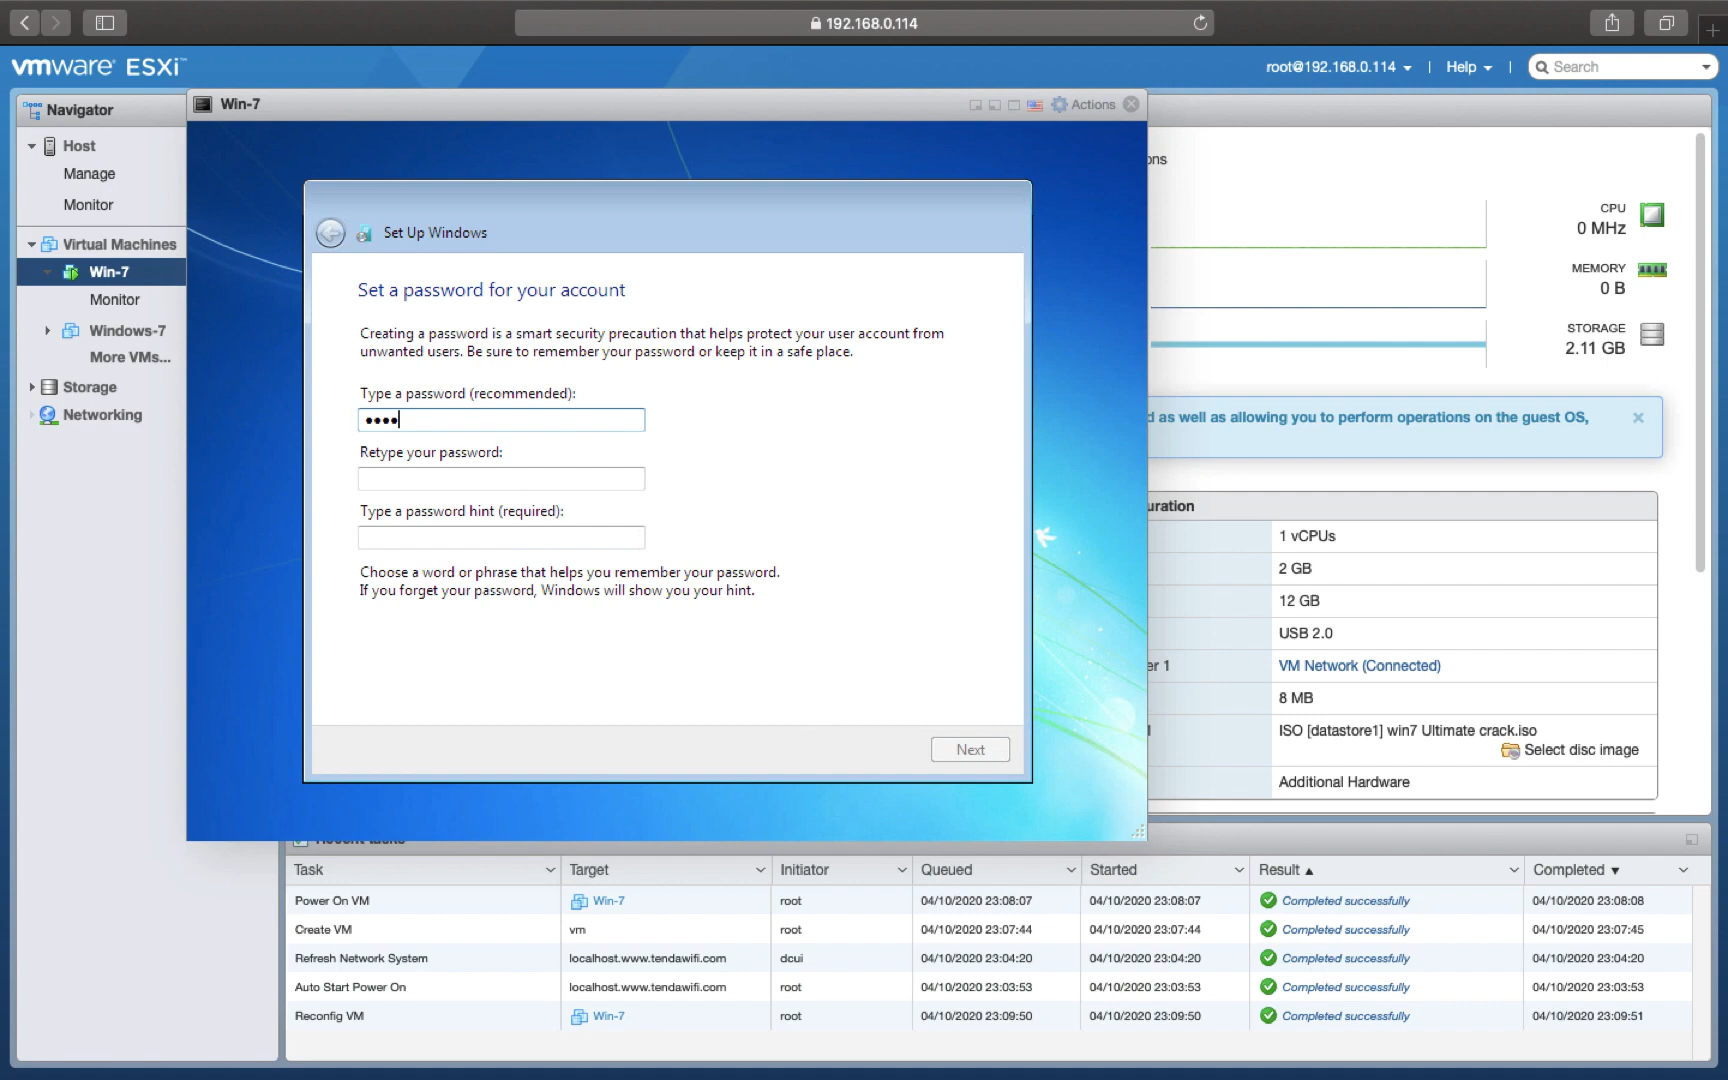 192.168.0.114
vmware ESXi™
root@192.168.0.114 | Help | Search
Navigator
Host
Manage
Monitor
Virtual Machines
Win-7
Monitor
Windows-7
More VMs...
Storage
Networking
Win-7
Actions
Set Up Windows
Set a password for your account
Creating a password is a smart security precaution that helps protect your user account from
unwanted users. Be sure to remember your password or keep it in a safe place.
Type a password (recommended):
••••
Retype your password:
Type a password hint (required):
Choose a word or phrase that helps you remember your password.
If you forget your password, Windows will show you your hint.
Next
ons
CPU
0 MHz
MEMORY
0 B
STORAGE
2.11 GB
d as well as allowing you to perform operations on the guest OS,
uration
1 vCPUs
2 GB
12 GB
USB 2.0
er 1 VM Network (Connected)
8 MB
ISO [datastore1] win7 Ultimate crack.iso
Select disc image
Additional Hardware
Recent tasks
Task Target Initiator Queued Started Result ▲ Completed ▼
Power On VM Win-7 root 04/10/2020 23:08:07 04/10/2020 23:08:07 Completed successfully 04/10/2020 23:08:08
Create VM vm root 04/10/2020 23:07:44 04/10/2020 23:07:44 Completed successfully 04/10/2020 23:07:45
Refresh Network System localhost.www.tendawifi.com dcui 04/10/2020 23:04:20 04/10/2020 23:04:20 Completed successfully 04/10/2020 23:04:20
Auto Start Power On localhost.www.tendawifi.com root 04/10/2020 23:03:53 04/10/2020 23:03:53 Completed successfully 04/10/2020 23:03:53
Reconfig VM Win-7 root 04/10/2020 23:09:50 04/10/2020 23:09:50 Completed successfully 04/10/2020 23:09:51